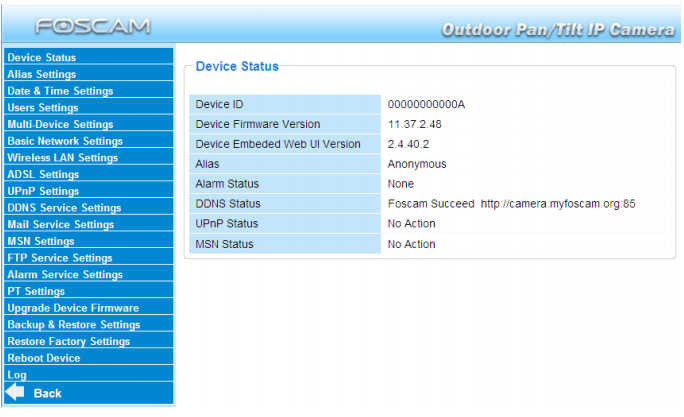 FOSCAM
Outdoor Pan/Tilt IP Camera
Device Status
Alias Settings
Date & Time Settings
Users Settings
Multi-Device Settings
Basic Network Settings
Wireless LAN Settings
ADSL Settings
UPnP Settings
DDNS Service Settings
Mail Service Settings
MSN Settings
FTP Service Settings
Alarm Service Settings
PT Settings
Upgrade Device Firmware
Backup & Restore Settings
Restore Factory Settings
Reboot Device
Log
Back
Device Status
Device ID 00000000000A
Device Firmware Version 11.37.2.48
Device Embeded Web UI Version 2.4.40.2
Alias Anonymous
Alarm Status None
DDNS Status Foscam Succeed http://camera.myfoscam.org:85
UPnP Status No Action
MSN Status No Action